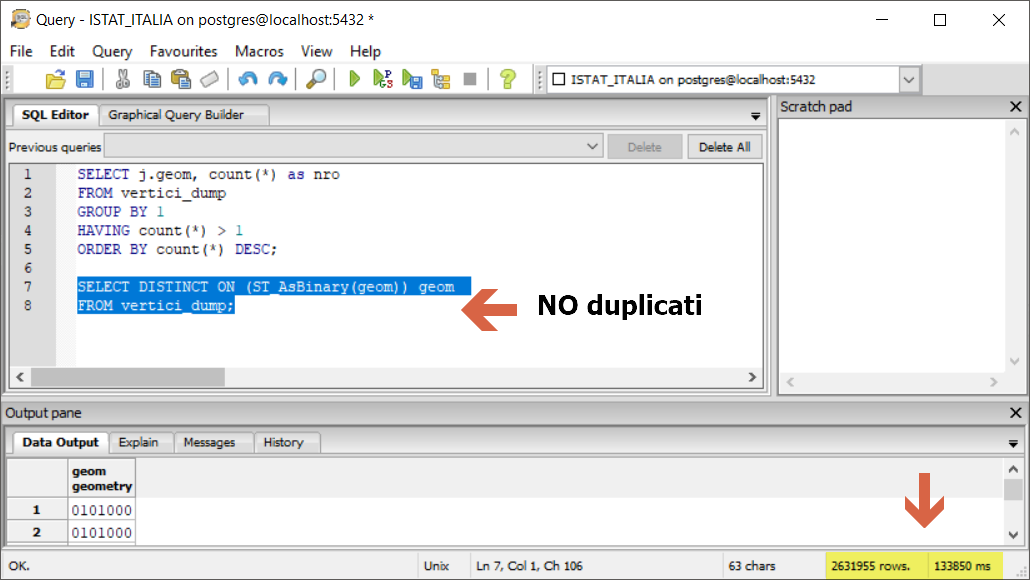 Query - ISTAT_ITALIA on postgres@localhost:5432 *
File Edit Query Favourites Macros View Help
ISTAT_ITALIA on postgres@localhost:5432
SQL Editor Graphical Query Builder
Scratch pad
Previous queries Delete Delete All
1 SELECT j.geom, count(*) as nro
2 FROM vertici_dump
3 GROUP BY 1
4 HAVING count(*) > 1
5 ORDER BY count(*) DESC;
6
7 SELECT DISTINCT ON (ST_AsBinary(geom)) geom
8 FROM vertici_dump;
NO duplicati
Output pane
Data Output Explain Messages History
geom
geometry
1 0101000
2 0101000
OK. Unix Ln 7, Col 1, Ch 106 63 chars 2631955 rows. 133850 ms